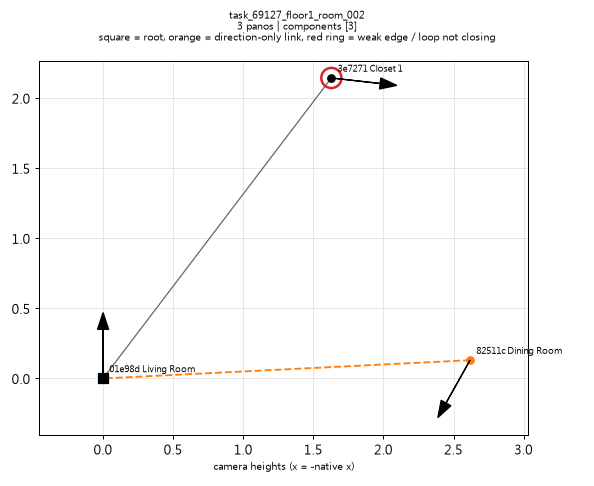 task_69127_floor1_room_002
3 panos | components [3]
square = root, orange = direction-only link, red ring = weak edge / loop not closing
3e7271 Closet 1
2.0
1.5
1.0
0.5
82511c Dining Room
01e98d Living Room
0.0
0.0 0.5 1.0 1.5 2.0 2.5 3.0
camera heights (x = -native x)